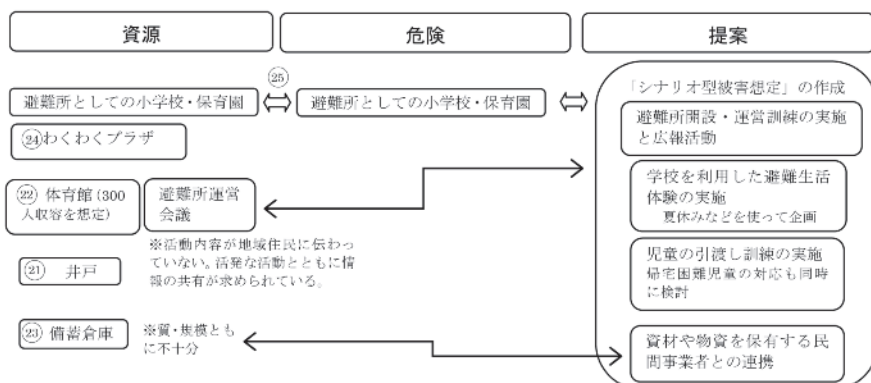 資源
危険
提案
㉕
避難所としての小学校・保育園
避難所としての小学校・保育園
㉔わくわくプラザ
㉒ 体育館(300
人収容を想定)
避難所運営
会議
※活動内容が地域住民に伝わっ
ていない。活発な活動とともに情
報の共有が求められている。
㉑ 井戸
㉓ 備蓄倉庫
※質・規模とも
に不十分
「シナリオ型被害想定」の作成
避難所開設・運営訓練の実施
と広報活動
学校を利用した避難生活
体験の実施
夏休みなどを使って企画
児童の引渡し訓練の実施
帰宅困難児童の対応も同時
に検討
資材や物資を保有する民
間事業者との連携